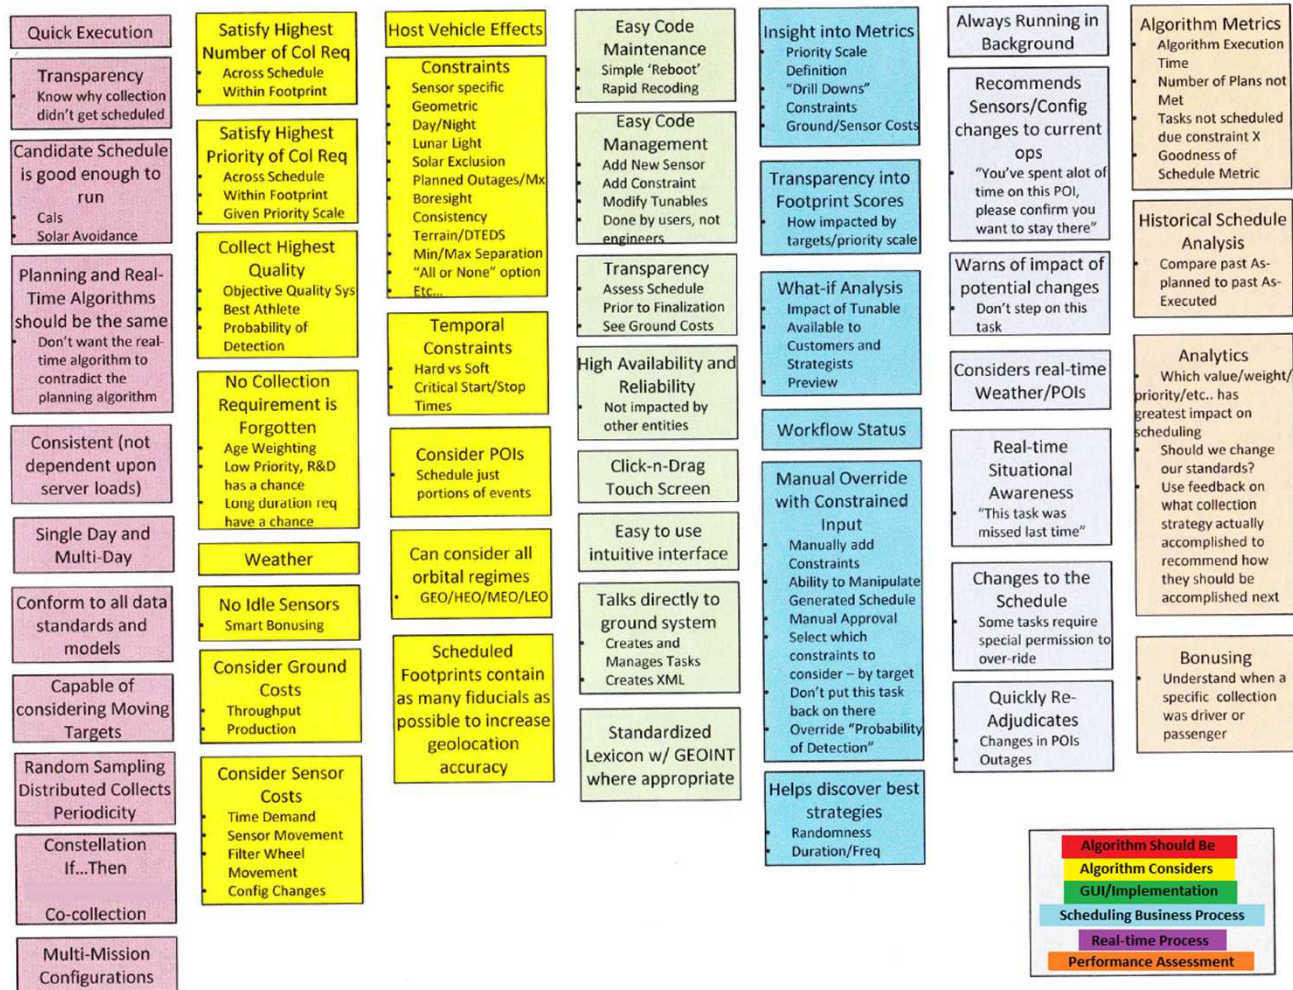 Quick Execution
Transparency
• Know why collection
didn't get scheduled
Candidate Schedule
is good enough to
run
• Cals
• Solar Avoidance
Planning and Real-
Time Algorithms
should be the same
• Don't want the real-
time algorithm to
contradict the
planning algorithm
Consistent (not
dependent upon
server loads)
Single Day and
Multi-Day
Conform to all data
standards and
models
Capable of
considering Moving
Targets
Random Sampling
Distributed Collects
Periodicity
Constellation
If...Then
Co-collection
Multi-Mission
Configurations
Satisfy Highest
Number of Col Req
• Across Schedule
• Within Footprint
Satisfy Highest
Priority of Col Req
• Across Schedule
• Within Footprint
• Given Priority Scale
Collect Highest
Quality
• Objective Quality Sys
• Best Athlete
• Probability of
Detection
No Collection
Requirement is
Forgotten
• Age Weighting
• Low Priority, R&D
has a chance
• Long duration req
have a chance
Weather
No Idle Sensors
• Smart Bonusing
Consider Ground
Costs
• Throughput
• Production
Consider Sensor
Costs
• Time Demand
• Sensor Movement
• Filter Wheel
Movement
• Config Changes
Host Vehicle Effects
Constraints
• Sensor specific
• Geometric
• Day/Night
• Lunar Light
• Solar Exclusion
• Planned Outages/Mx
• Boresight
Consistency
• Terrain/DTEDS
• Min/Max Separation
• "All or None" option
• Etc...
Temporal
Constraints
• Hard vs Soft
• Critical Start/Stop
Times
Consider POIs
• Schedule just
portions of events
Can consider all
orbital regimes
• GEO/HEO/MEO/LEO
Scheduled
Footprints contain
as many fiducials as
possible to increase
geolocation
accuracy
Easy Code
Maintenance
• Simple 'Reboot'
• Rapid Recoding
Easy Code
Management
• Add New Sensor
• Add Constraint
• Modify Tunables
• Done by users, not
engineers
Transparency
• Assess Schedule
Prior to Finalization
• See Ground Costs
High Availability and
Reliability
• Not impacted by
other entities
Click-n-Drag
Touch Screen
Easy to use
intuitive interface
Talks directly to
ground system
• Creates and
Manages Tasks
• Creates XML
Standardized
Lexicon w/ GEOINT
where appropriate
Insight into Metrics
• Priority Scale
Definition
• "Drill Downs"
• Constraints
• Ground/Sensor Costs
Transparency into
Footprint Scores
• How impacted by
targets/priority scale
What-if Analysis
• Impact of Tunable
• Available to
Customers and
Strategists
• Preview
Workflow Status
Manual Override
with Constrained
Input
• Manually add
Constraints
• Ability to Manipulate
Generated Schedule
• Manual Approval
• Select which
constraints to
consider – by target
• Don't put this task
back on there
• Override "Probability
of Detection"
Helps discover best
strategies
• Randomness
• Duration/Freq
Always Running in
Background
Recommends
Sensors/Config
changes to current
ops
• "You've spent alot of
time on this POI,
please confirm you
want to stay there"
Warns of impact of
potential changes
• Don't step on this
task
Considers real-time
Weather/POIs
Real-time
Situational
Awareness
• "This task was
missed last time"
Changes to the
Schedule
• Some tasks require
special permission to
over-ride
Quickly Re-
Adjudicates
• Changes in POIs
• Outages
Algorithm Metrics
• Algorithm Execution
Time
• Number of Plans not
Met
• Tasks not scheduled
due constraint X
• Goodness of
Schedule Metric
Historical Schedule
Analysis
• Compare past As-
planned to past As-
Executed
Analytics
• Which value/weight/
priority/etc.. has
greatest impact on
scheduling
• Should we change
our standards?
• Use feedback on
what collection
strategy actually
accomplished to
recommend how
they should be
accomplished next
Bonusing
• Understand when a
specific collection
was driver or
passenger
Algorithm Should Be
Algorithm Considers
GUI/Implementation
Scheduling Business Process
Real-time Process
Performance Assessment